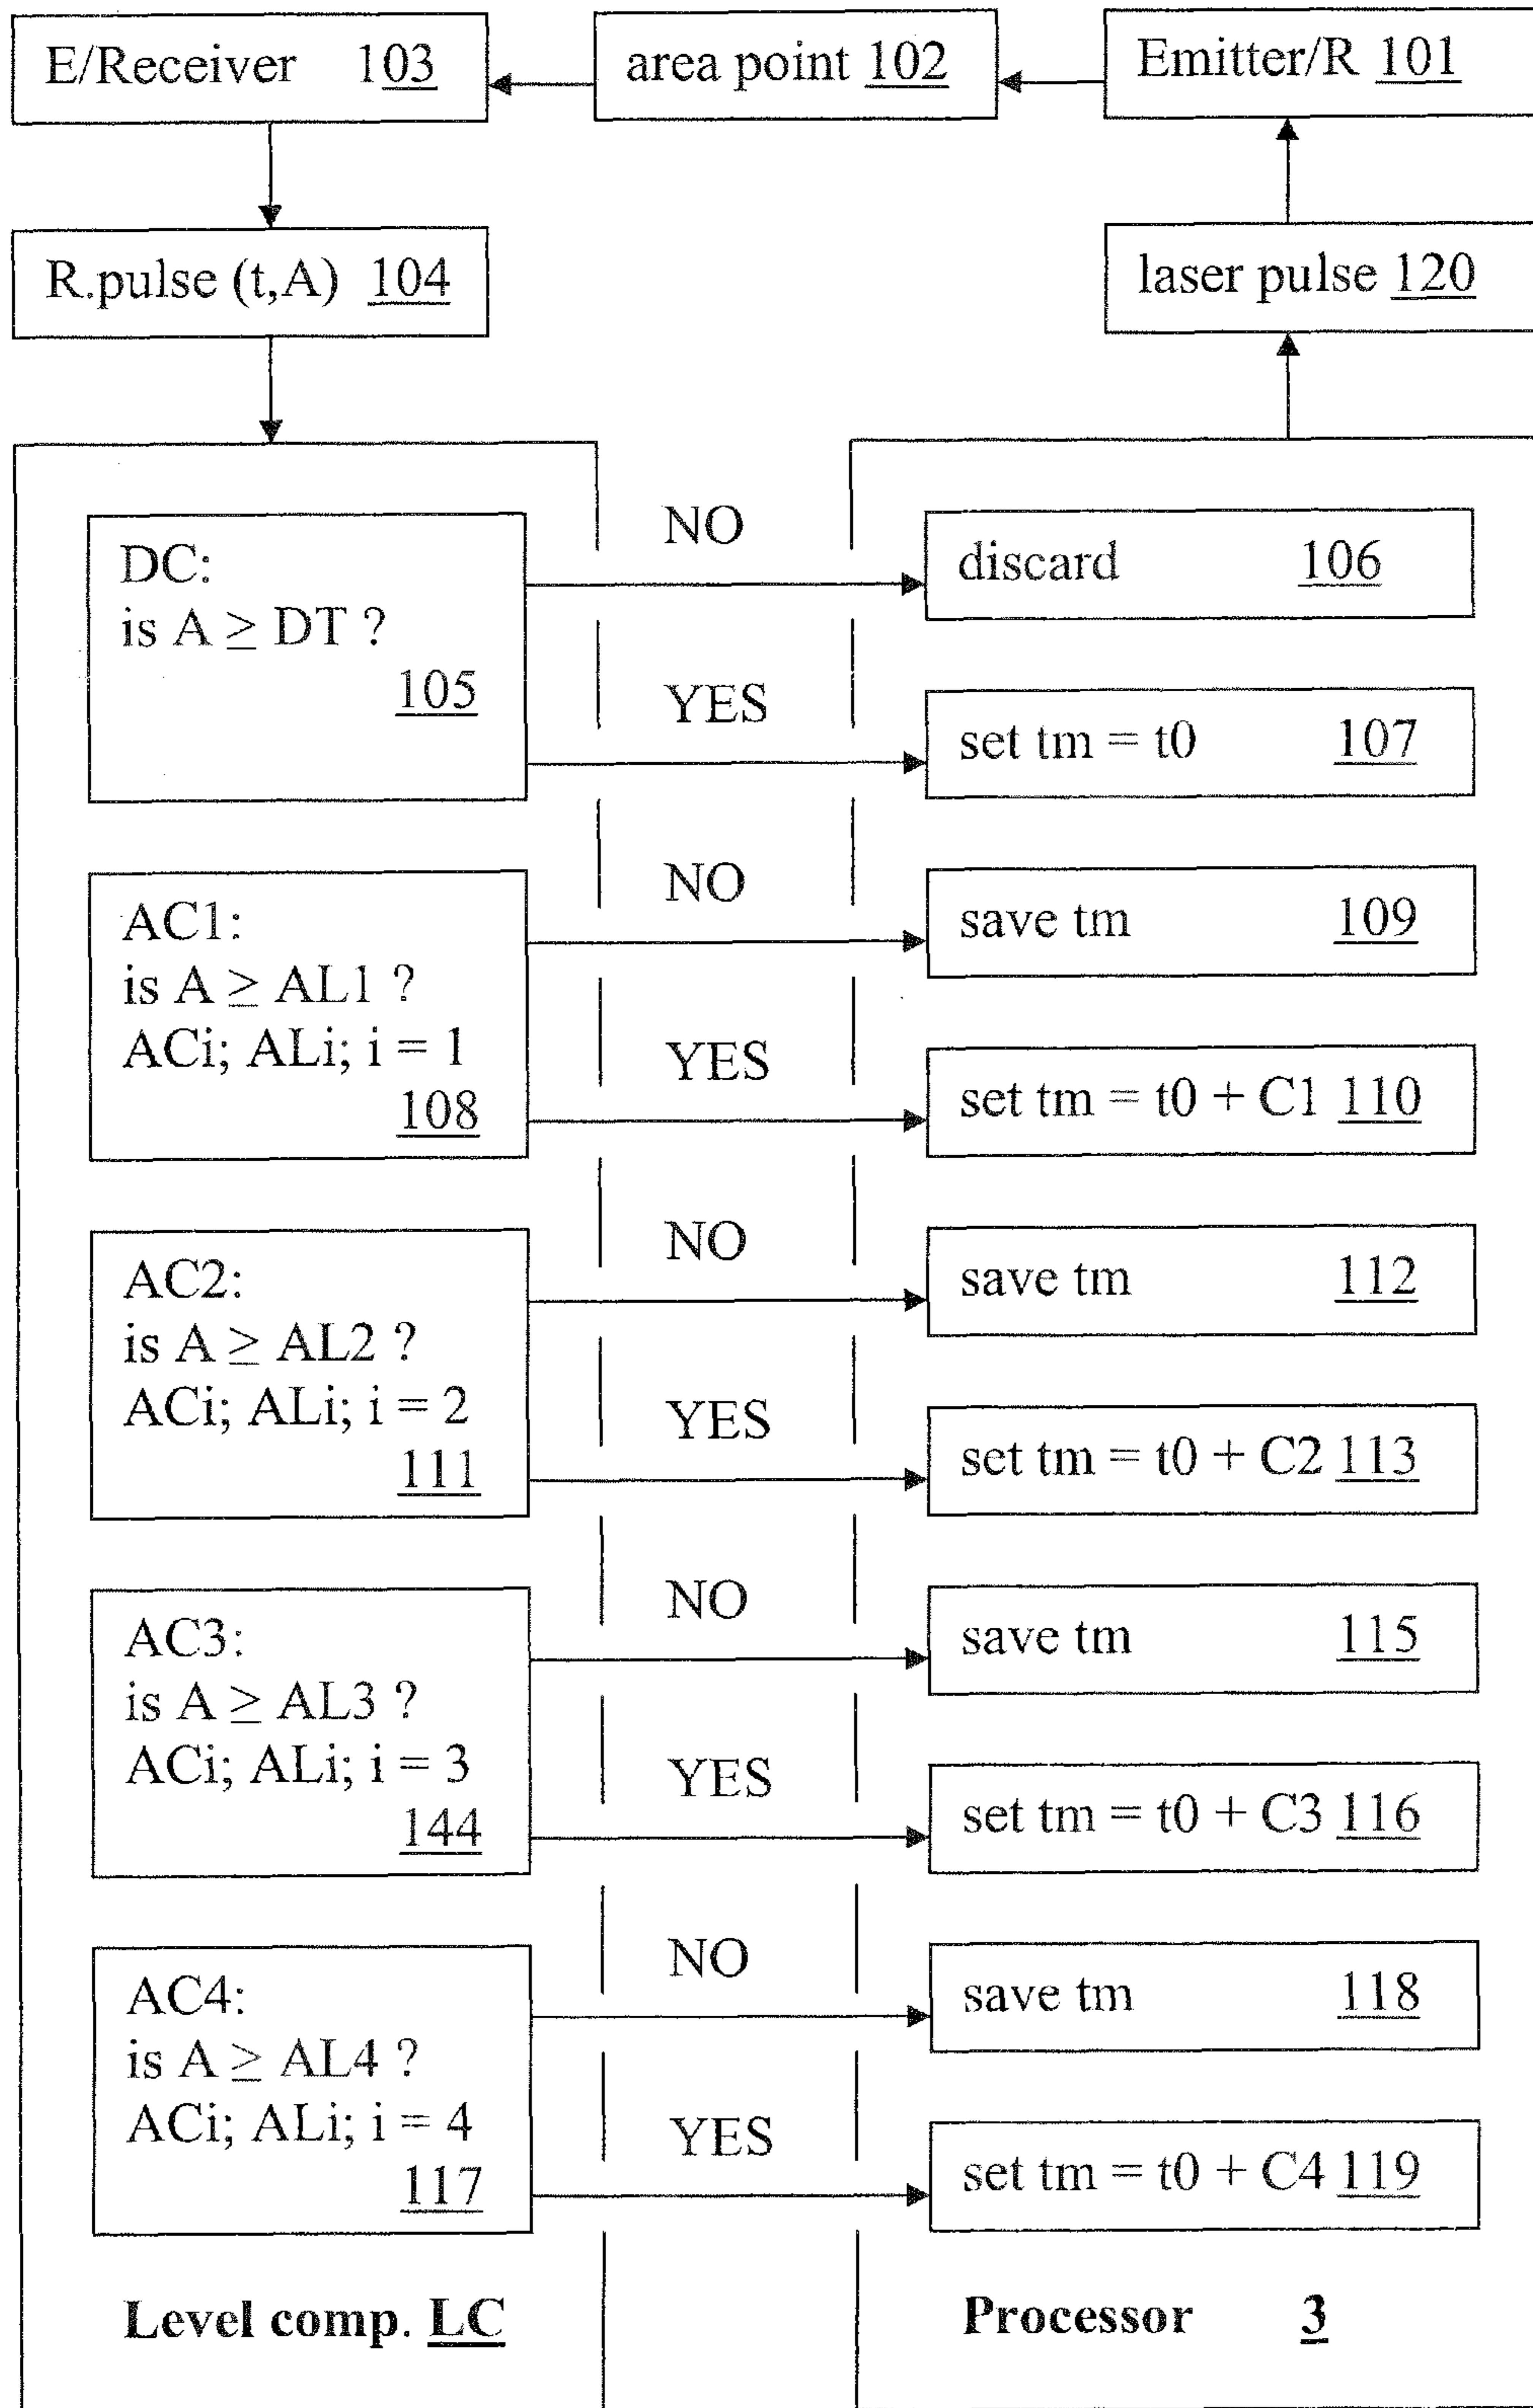 E/Receiver 103
area point 102
Emitter/R 101
R.pulse (t,A) 104
laser pulse 120
DC:
is A ≥ DT ?
105
NO
discard 106
YES
set tm = t0 107
AC1:
is A ≥ AL1 ?
ACi; ALi; i = 1
108
NO
save tm 109
YES
set tm = t0 + C1 110
AC2:
is A ≥ AL2 ?
ACi; ALi; i = 2
111
NO
save tm 112
YES
set tm = t0 + C2 113
AC3:
is A ≥ AL3 ?
ACi; ALi; i = 3
144
NO
save tm 115
YES
set tm = t0 + C3 116
AC4:
is A ≥ AL4 ?
ACi; ALi; i = 4
117
NO
save tm 118
YES
set tm = t0 + C4 119
Level comp. LC
Processor 3